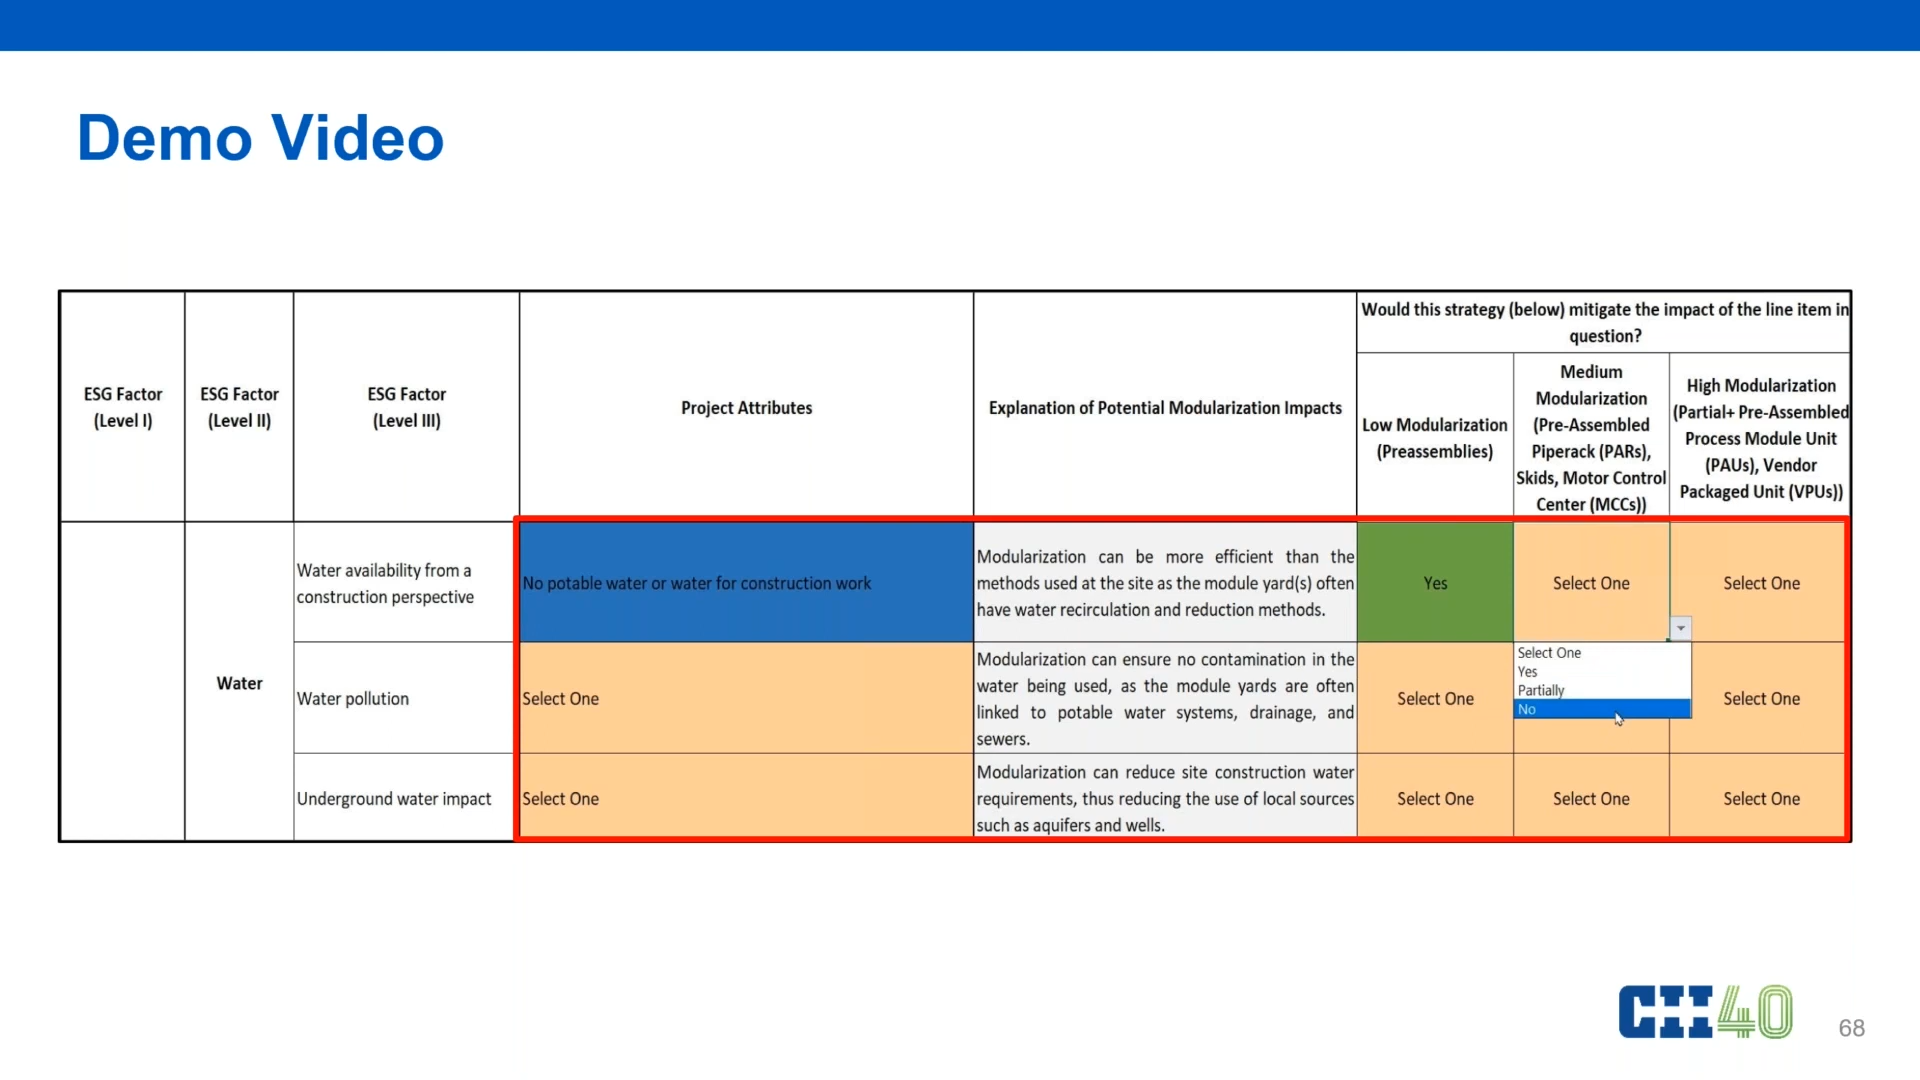 Demo Video
ESG Factor
(Level I)
ESG Factor
(Level II)
ESG Factor
(Level III)
Project Attributes
Explanation of Potential Modularization Impacts
Would this strategy (below) mitigate the impact of the line item in
question?
Low Modularization
(Preassemblies)
Medium
Modularization
(Pre-Assembled
Piperack (PARs),
Skids, Motor Control
Center (MCCs))
High Modularization
(Partial+ Pre-Assembled
Process Module Unit
(PAUs), Vendor
Packaged Unit (VPUs))
Water
Water availability from a
construction perspective
No potable water or water for construction work
Modularization can be more efficient than the
methods used at the site as the module yard(s) often
have water recirculation and reduction methods.
Yes
Select One
Select One
Water pollution
Select One
Modularization can ensure no contamination in the
water being used, as the module yards are often
linked to potable water systems, drainage, and
sewers.
Select One
Select One
Yes
Partially
No
Select One
Underground water impact
Select One
Modularization can reduce site construction water
requirements, thus reducing the use of local sources
such as aquifers and wells.
Select One
Select One
Select One
CII40
68